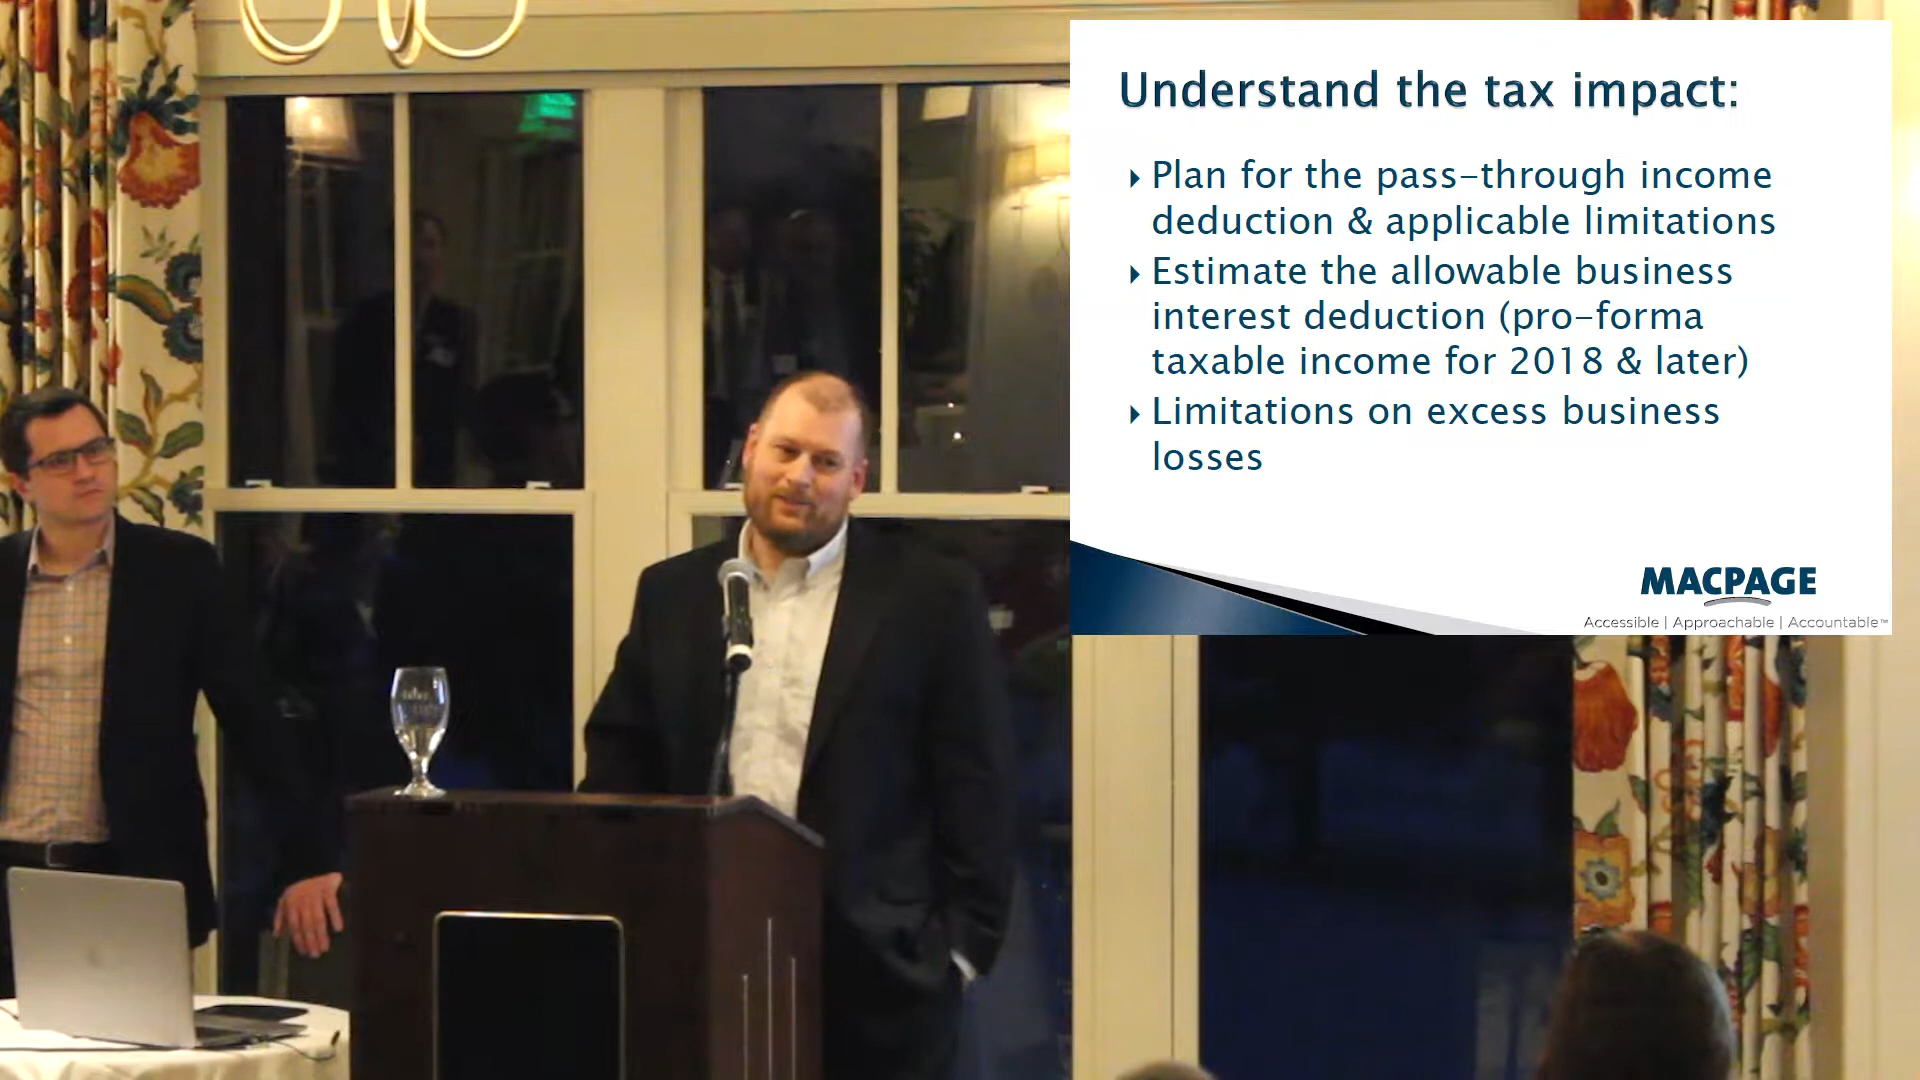 Understand the tax impact:
Plan for the pass-through income
deduction & applicable limitations
Estimate the allowable business
interest deduction (pro-forma
taxable income for 2018 & later)
Limitations on excess business
losses
MACPAGE
Accessible | Approachable | Accountable™